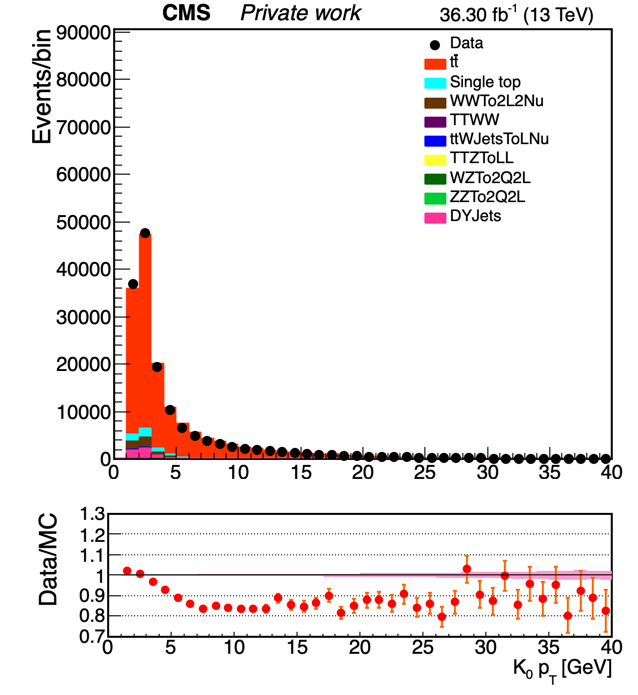 CMS Private work 36.30 fb⁻¹ (13 TeV)
Events/bin
90000
80000
70000
60000
50000
40000
30000
20000
10000
0
Data
tt̄
Single top
WWTo2L2Nu
TTWW
ttWJetsToLNu
TTZToLL
WZTo2Q2L
ZZTo2Q2L
DYJets
0 5 10 15 20 25 30 35 40
Data/MC
1.3
1.2
1.1
1
0.9
0.8
0.7
0 5 10 15 20 25 30 35 40
K₀ p_T [GeV]